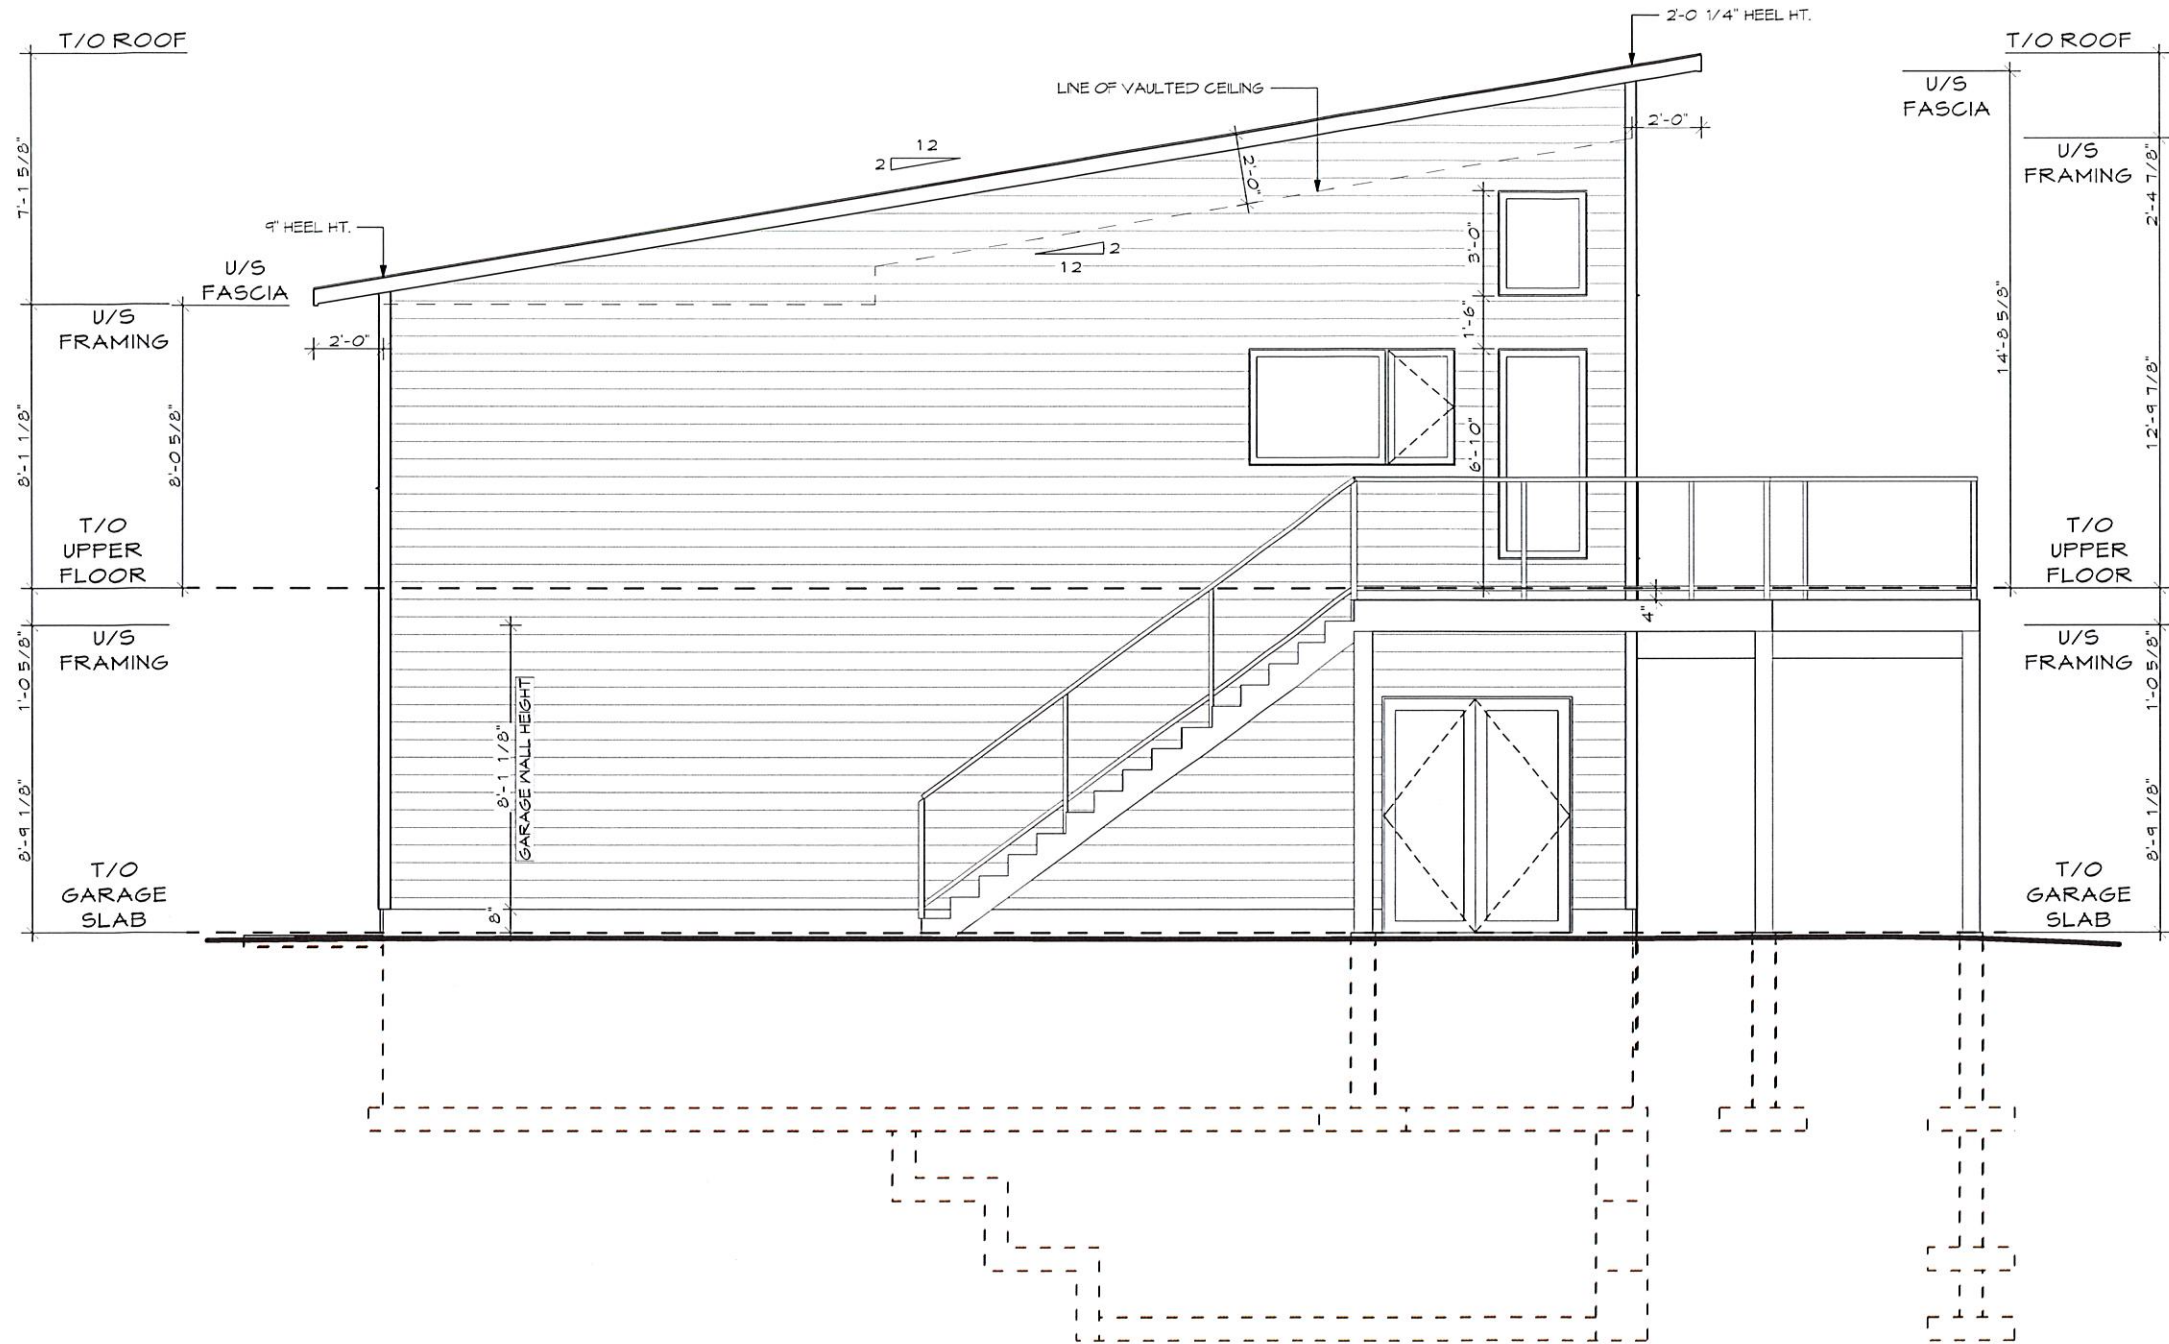 2'-0 1/4" HEEL HT.
T/O ROOF
T/O ROOF
U/S
FASCIA
LINE OF VAULTED CEILING
2'-0"
12
2
2'-0"
U/S
FRAMING
7'-1 5/8"
2'-4 7/8"
9" HEEL HT.
3'-0"
2
12
U/S
FASCIA
U/S
FRAMING
1'-6"
14'-8 5/8"
2'-0"
8'-1 1/8"
8'-0 5/8"
6'-10"
12'-9 7/8"
T/O
UPPER
FLOOR
T/O
UPPER
FLOOR
4"
U/S
FRAMING
U/S
FRAMING
1'-0 5/8"
1'-0 5/8"
8'-1 1/8"
GARAGE WALL HEIGHT
8'-9 1/8"
8'-9 1/8"
T/O
GARAGE
SLAB
8"
T/O
GARAGE
SLAB